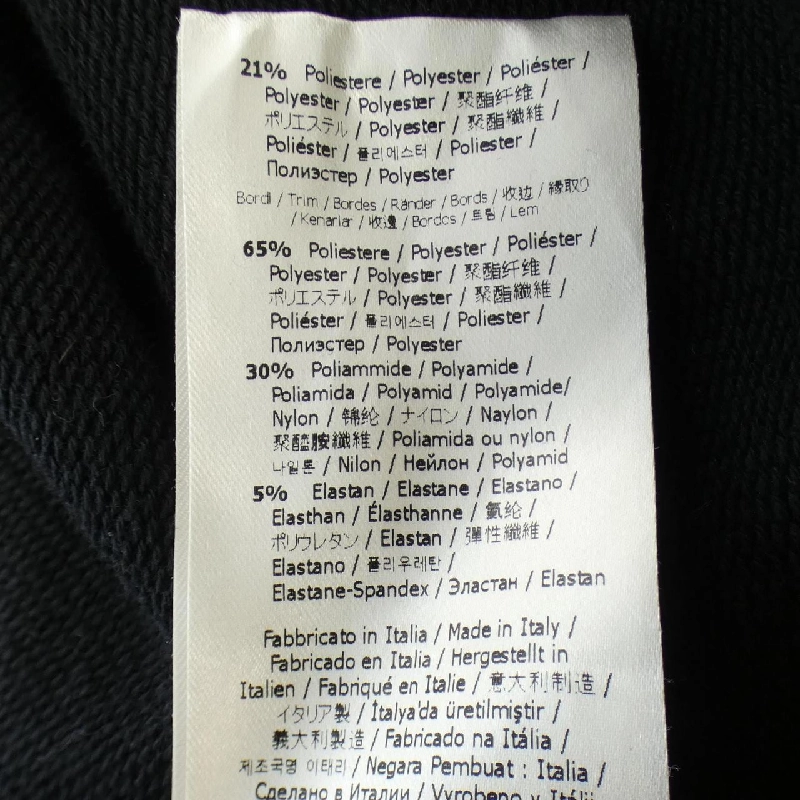 21% Poliestere / Polyester / Poliéster /
Polyester / Polyester / 聚酯纤维 /
ポリエステル / Polyester / 聚酯纖維 /
Poliéster / 폴리에스터 / Poliester /
Полиэстер / Polyester
Bordi / Trim / Bordes / Ränder / Bords / 收边 / 縁取り
/ Kenarlar / 收邊 / Bordos / 트림 / Lem
65% Poliestere / Polyester / Poliéster /
Polyester / Polyester / 聚酯纤维 /
ポリエステル / Polyester / 聚酯纖維 /
Poliéster / 폴리에스터 / Poliester /
Полиэстер / Polyester
30% Poliammide / Polyamide /
Poliamida / Polyamid / Polyamide/
Nylon / 锦纶 / ナイロン / Naylon /
聚醯胺纖維 / Poliamida ou nylon /
나일론 / Nilon / Нейлон / Polyamid
5% Elastan / Elastane / Elastano /
Elasthan / Élasthanne / 氨纶 /
ポリウレタン / Elastan / 彈性纖維 /
Elastano / 폴리우레탄 /
Elastane-Spandex / Эластан / Elastan
Fabbricato in Italia / Made in Italy /
Fabricado en Italia / Hergestellt in
Italien / Fabriqué en Italie / 意大利制造 /
イタリア製 / İtalya'da üretilmiştir /
義大利製造 / Fabricado na Itália /
제조국명 이태리 / Negara Pembuat : Italia /
Сделано в Италии / Vyrobeno v Itálii